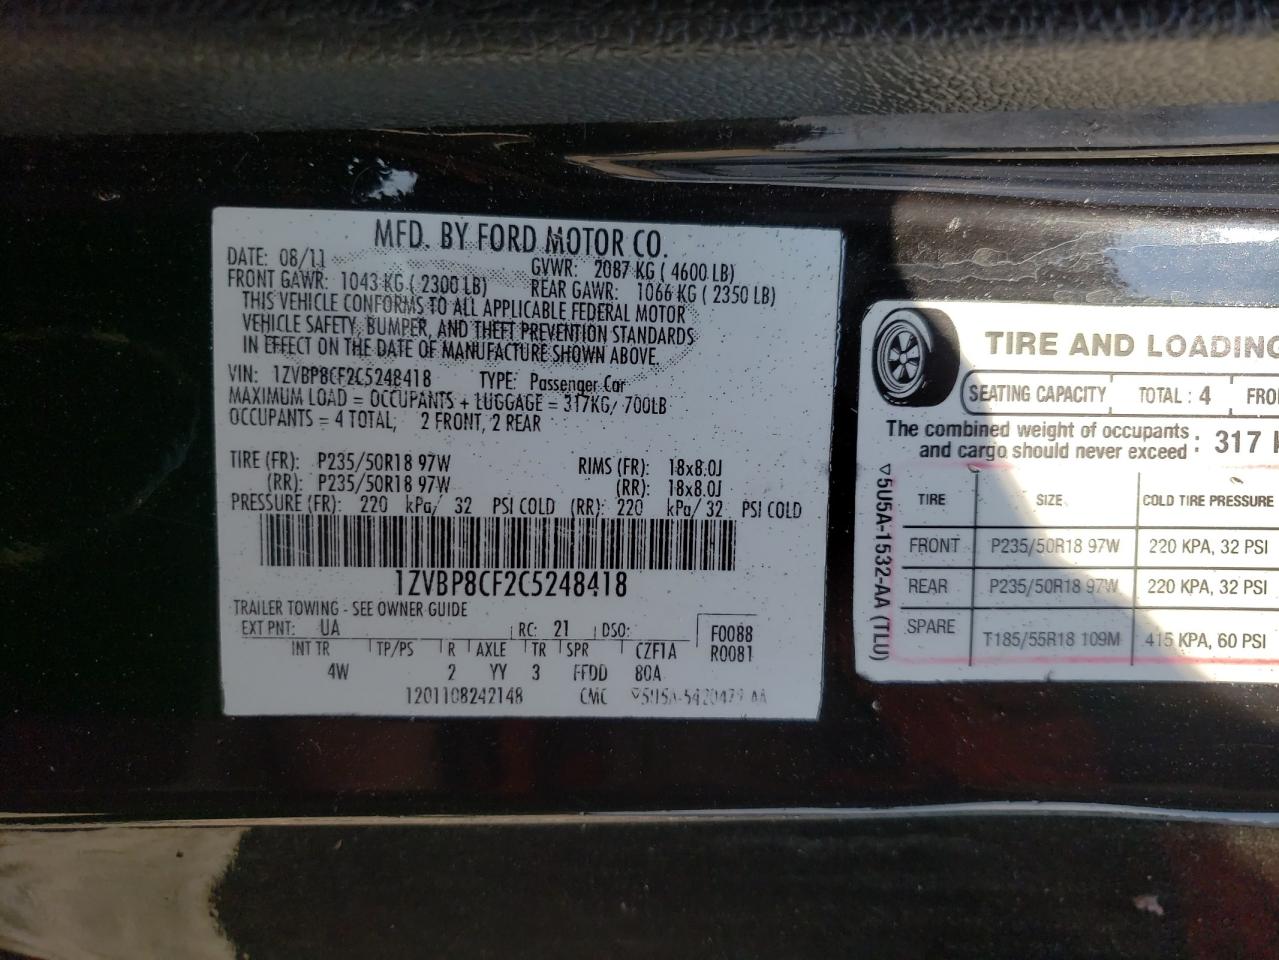 MFD. BY FORD MOTOR CO.
DATE: 08/11 GVWR: 2087 KG ( 4600 LB)
FRONT GAWR: 1043 KG ( 2300 LB) REAR GAWR: 1066 KG ( 2350 LB)
THIS VEHICLE CONFORMS TO ALL APPLICABLE FEDERAL MOTOR
VEHICLE SAFETY, BUMPER, AND THEFT PREVENTION STANDARDS
IN EFFECT ON THE DATE OF MANUFACTURE SHOWN ABOVE.
VIN: 1ZVBP8CF2C5248418 TYPE: Passenger Car
MAXIMUM LOAD = OCCUPANTS + LUGGAGE = 317KG/ 700LB
OCCUPANTS = 4 TOTAL; 2 FRONT, 2 REAR
TIRE (FR): P235/50R18 97W RIMS (FR): 18x8.0J
(RR): P235/50R18 97W (RR): 18x8.0J
PRESSURE (FR): 220 kPa/ 32 PSI COLD (RR): 220 kPa/ 32 PSI COLD
1ZVBP8CF2C5248418
TRAILER TOWING - SEE OWNER GUIDE
EXT PNT: UA RC: 21 DSO: F0088
INT TR TP/PS R AXLE TR SPR CZF1A R0081
4W 2 YY 3 FFDD 80A
1201108242148 CMC
TIRE AND LOADING
SEATING CAPACITY TOTAL : 4
The combined weight of occupants
and cargo should never exceed : 317
TIRE SIZE COLD TIRE PRESSURE
FRONT P235/50R18 97W 220 KPA, 32 PSI
REAR P235/50R18 97W 220 KPA, 32 PSI
SPARE T185/55R18 109M 415 KPA, 60 PSI
▽5U5A-1532-AA (TLU)